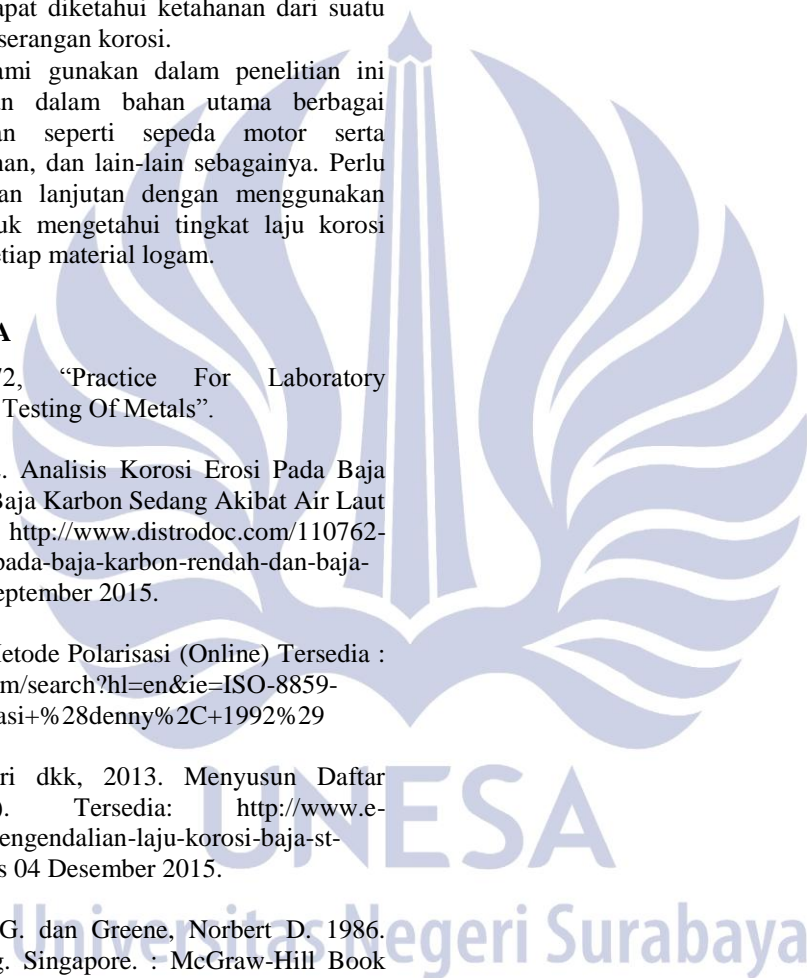 apat diketahui ketahanan dari suatu
serangan korosi.
ami gunakan dalam penelitian ini
n dalam bahan utama berbagai
an seperti sepeda motor serta
nan, dan lain-lain sebagainya. Perlu
an lanjutan dengan menggunakan
uk mengetahui tingkat laju korosi
etiap material logam.
A
72, “Practice For Laboratory
Testing Of Metals”.
. Analisis Korosi Erosi Pada Baja
Baja Karbon Sedang Akibat Air Laut
http://www.distrodoc.com/110762-
pada-baja-karbon-rendah-dan-baja-
eptember 2015.
Metode Polarisasi (Online) Tersedia :
m/search?hl=en&ie=ISO-8859-
asi+%28denny%2C+1992%29
ri dkk, 2013. Menyusun Daftar
). Tersedia: http://www.e-
engendalian-laju-korosi-baja-st-
s 04 Desember 2015.
G. dan Greene, Norbert D. 1986.
g. Singapore. : McGraw-Hill Book
UNESA
Universitas Negeri Surabaya